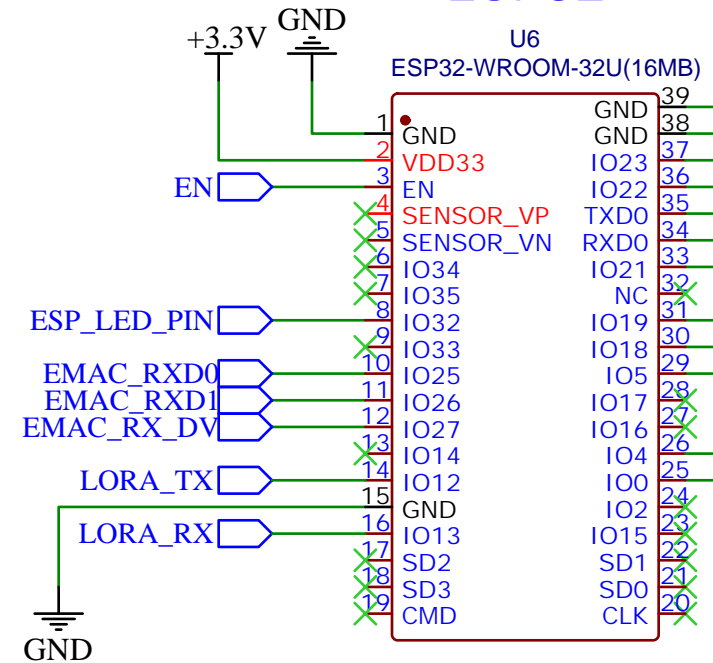 GND
+3.3V
U6
ESP32-WROOM-32U(16MB)
1 GND
2 VDD33
EN 3 EN
4 SENSOR_VP
5 SENSOR_VN
6 IO34
7 IO35
ESP_LED_PIN 8 IO32
9 IO33
EMAC_RXD0 10 IO25
EMAC_RXD1 11 IO26
EMAC_RX_DV 12 IO27
13 IO14
LORA_TX 14 IO12
15 GND
LORA_RX 16 IO13
17 SD2
18 SD3
19 CMD
GND
GND 39
GND 38
IO23 37
IO22 36
TXD0 35
RXD0 34
IO21 33
NC 32
IO19 31
IO18 30
IO5 29
IO17 28
IO16 27
IO4 26
IO0 25
IO2 24
IO15 23
SD1 22
SD0 21
CLK 20